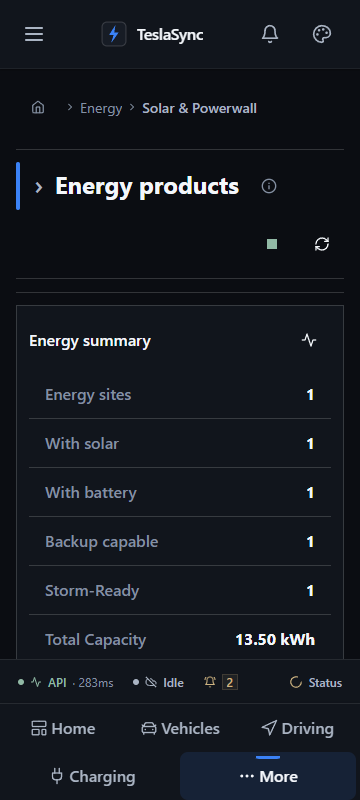 TeslaSync
Energy Solar & Powerwall
Energy products
Energy summary
Energy sites 1
With solar 1
With battery 1
Backup capable 1
Storm-Ready 1
Total Capacity 13.50 kWh
API · 283ms Idle 2 Status
Home Vehicles Driving
Charging More